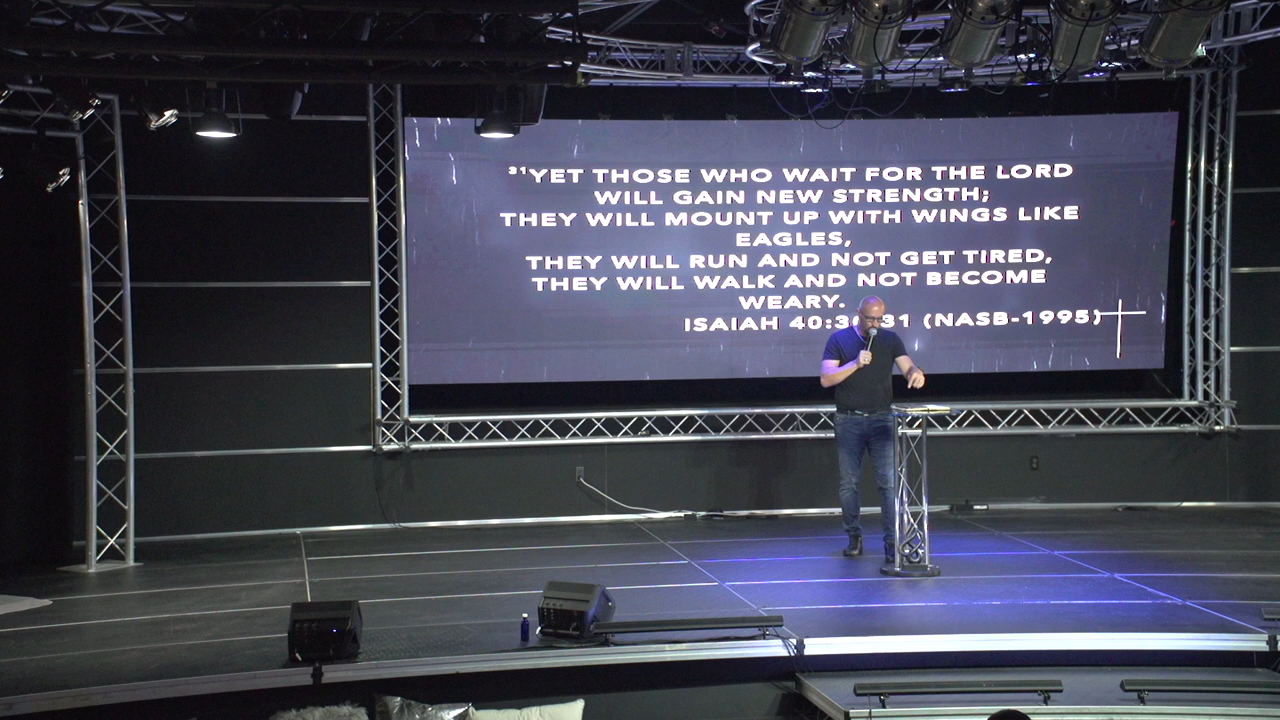 ³¹YET THOSE WHO WAIT FOR THE LORD
WILL GAIN NEW STRENGTH;
THEY WILL MOUNT UP WITH WINGS LIKE
EAGLES,
THEY WILL RUN AND NOT GET TIRED,
THEY WILL WALK AND NOT BECOME
WEARY.
ISAIAH 40:30-31 (NASB-1995)